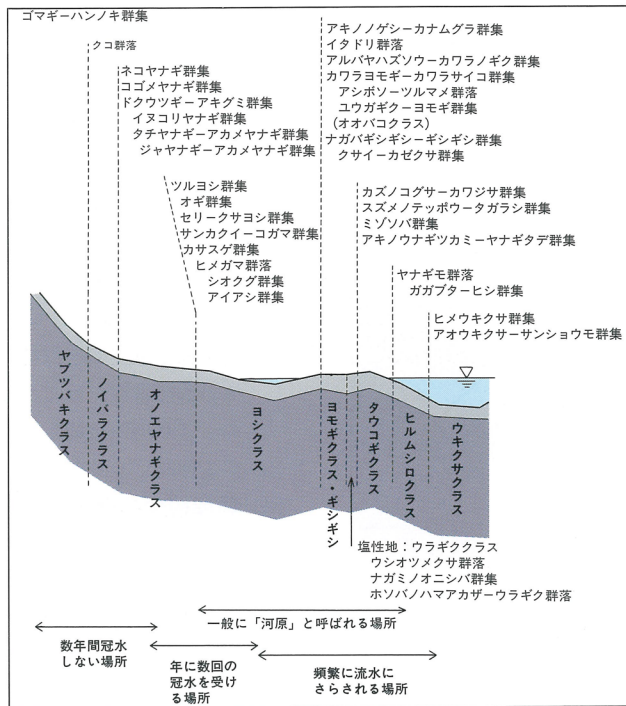 ゴマギーハンノキ群集
クコ群落
ネコヤナギ群集
コゴメヤナギ群集
ドクウツギーアキグミ群集
イヌコリヤナギ群集
タチヤナギーアカメヤナギ群集
ジャヤナギーアカメヤナギ群集
ツルヨシ群集
オギ群集
セリークサヨシ群集
サンカクイーコガマ群集
カサスゲ群集
ヒメガマ群落
シオクグ群集
アイアシ群集
アキノノゲシーカナムグラ群集
イタドリ群落
アルバヤハズソウーカワラノギク群集
カワラヨモギーカワラサイコ群集
アシボソーツルマメ群落
ユウガギクーヨモギ群集
(オオバコクラス)
ナガバギシギシーギシギシ群集
クサイーカゼクサ群集
カズノコグサーカワジサ群集
スズメノテッポウータガラシ群集
ミゾソバ群集
アキノウナギツカミーヤナギタデ群集
ヤナギモ群落
ガガブターヒシ群集
ヒメウキクサ群集
アオウキクサーサンショウモ群集
ヤブツバキクラス
ノイバラクラス
オノエヤナギクラス
ヨシクラス
ヨモギクラス・ギシギシ
タウコギクラス
ヒルムシロクラス
ウキクサクラス
塩性地：ウラギククラス
ウシオツメクサ群落
ナガミノオニシバ群集
ホソバノハマアカザーウラギク群落
一般に「河原」と呼ばれる場所
数年間冠水
しない場所
年に数回の
冠水を受け
る場所
頻繁に流水に
さらされる場所